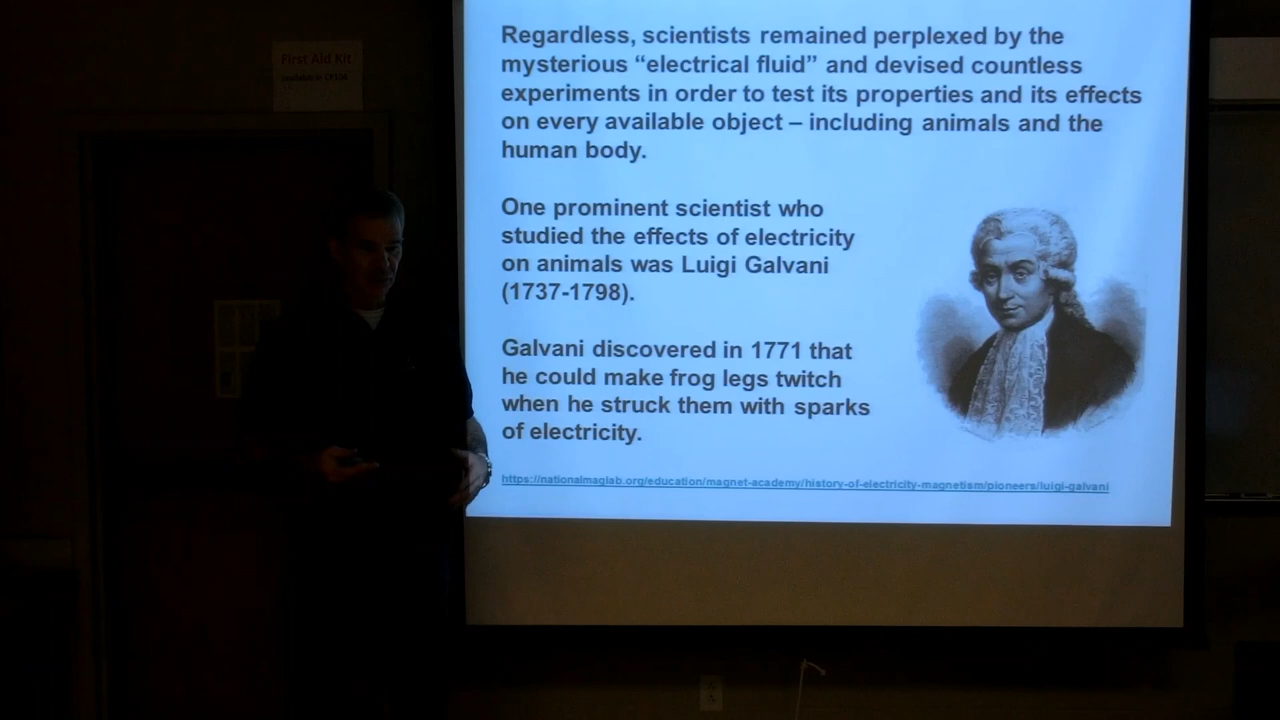 First Aid Kit
Regardless, scientists remained perplexed by the
mysterious “electrical fluid” and devised countless
experiments in order to test its properties and its effects
on every available object – including animals and the
human body.
One prominent scientist who
studied the effects of electricity
on animals was Luigi Galvani
(1737-1798).
Galvani discovered in 1771 that
he could make frog legs twitch
when he struck them with sparks
of electricity.
https://nationalmaglab.org/education/magnet-academy/history-of-electricity-magnetism/pioneers/luigi-galvani